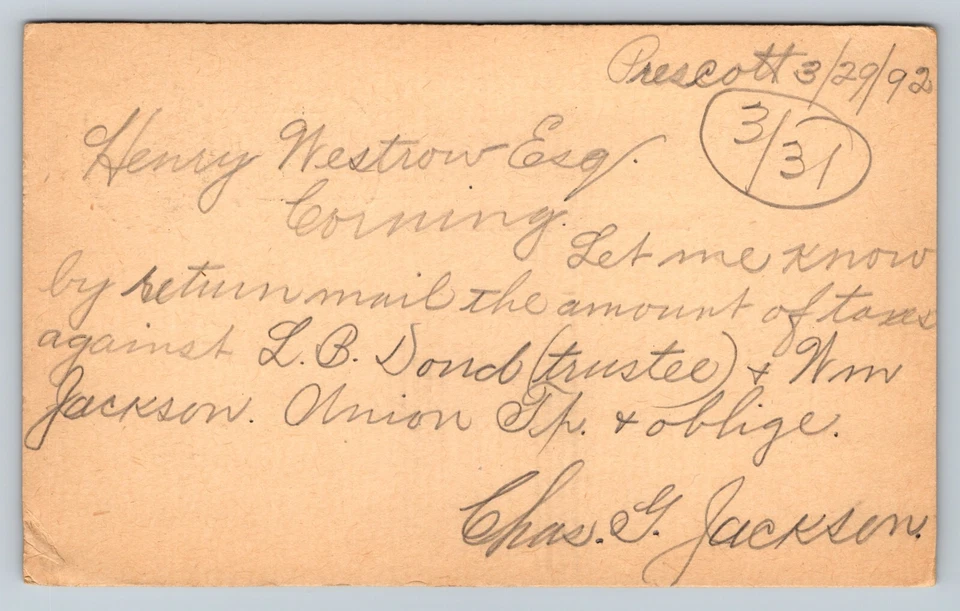 Prescott 3/29/92
3/31
Henry Westrow Esq.
Corning.
Let me know
by return mail the amount of taxes
against L. B. Dond (trustee) & Wm
Jackson. Union Tp. & oblige.
Chas. G. Jackson.